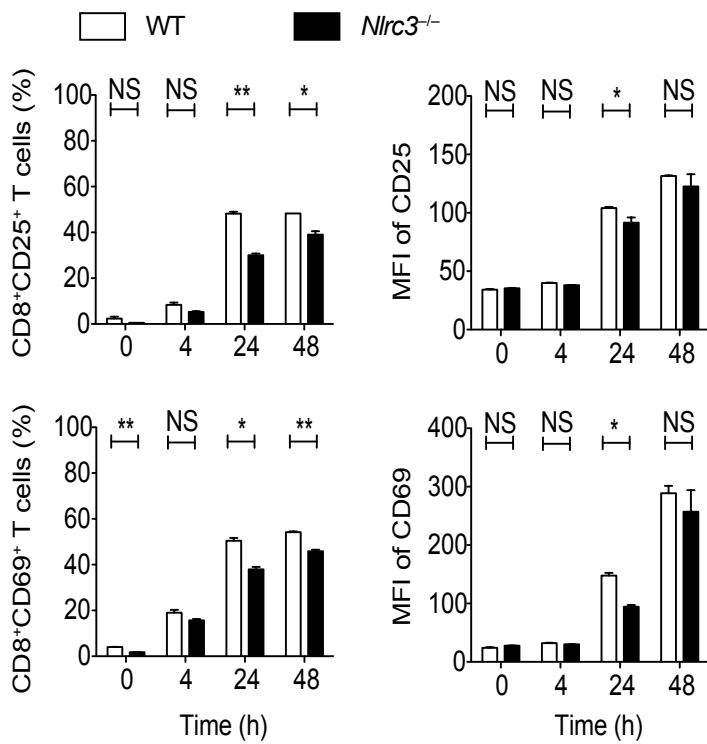 WT Nlrc3–/–
CD8+CD25+ T cells (%)
NS NS ** *
100
80
60
40
20
0
0 4 24 48
MFI of CD25
NS NS * NS
200
150
100
50
0
0 4 24 48
CD8+CD69+ T cells (%)
** NS * **
100
80
60
40
20
0
0 4 24 48
Time (h)
MFI of CD69
NS NS * NS
400
300
200
100
0
0 4 24 48
Time (h)